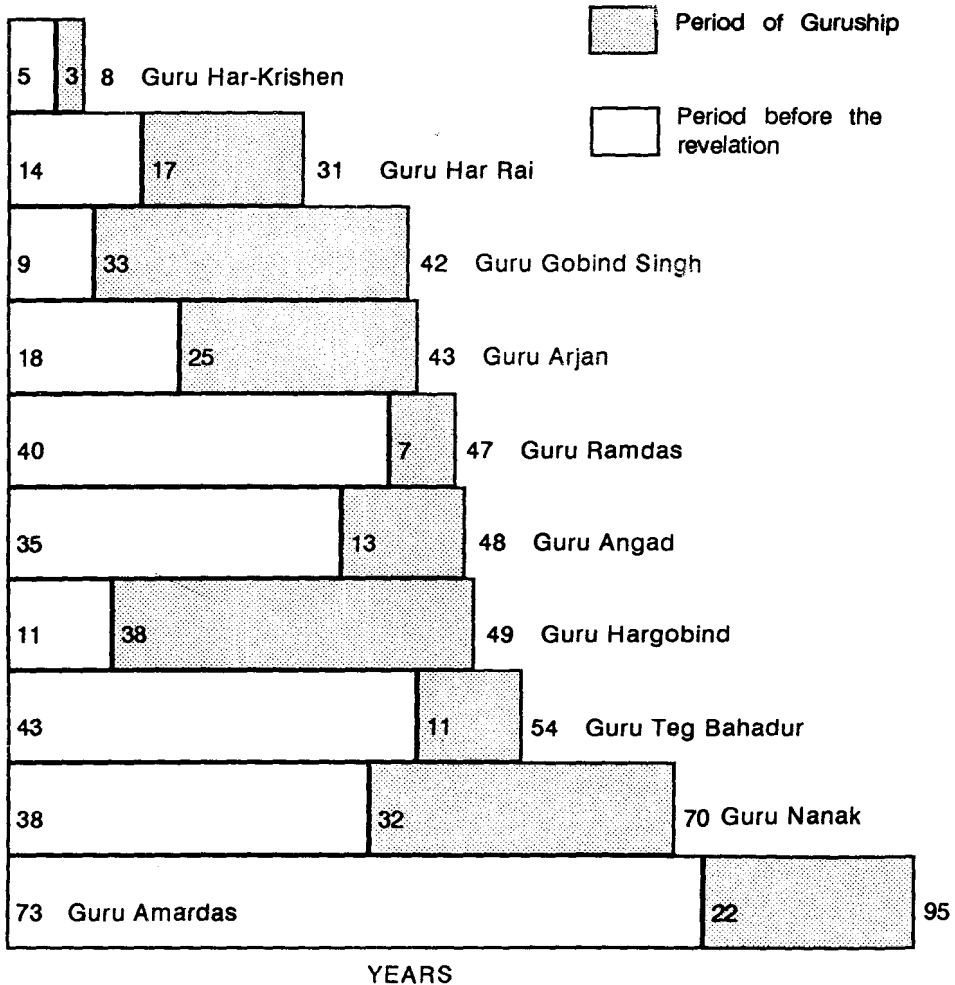 Period of Guruship
Period before the
revelation
5 3 8 Guru Har-Krishen
14 17 31 Guru Har Rai
9 33 42 Guru Gobind Singh
18 25 43 Guru Arjan
40 7 47 Guru Ramdas
35 13 48 Guru Angad
11 38 49 Guru Hargobind
43 11 54 Guru Teg Bahadur
38 32 70 Guru Nanak
73 Guru Amardas 22 95
YEARS